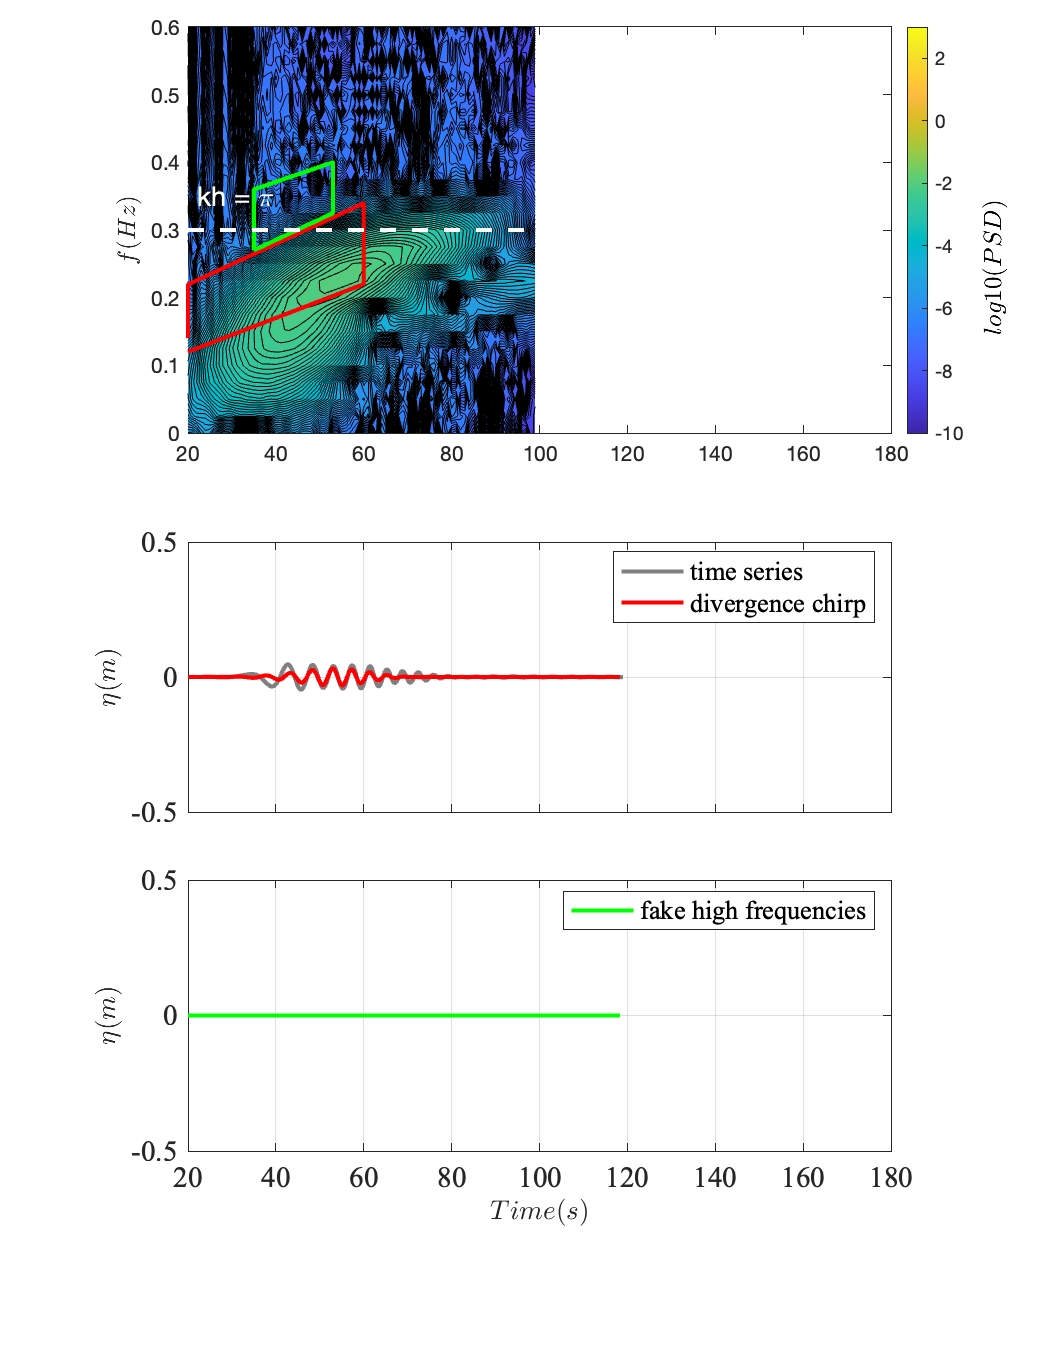 0.6
0.5
0.4
0.3
0.2
0.1
0
f(Hz)
kh = π
20 40 60 80 100 120 140 160 180
2
0
-2
-4
-6
-8
-10
log10(PSD)
0.5
0
-0.5
η(m)
time series
divergence chirp
0.5
0
-0.5
η(m)
fake high frequencies
20 40 60 80 100 120 140 160 180
Time(s)